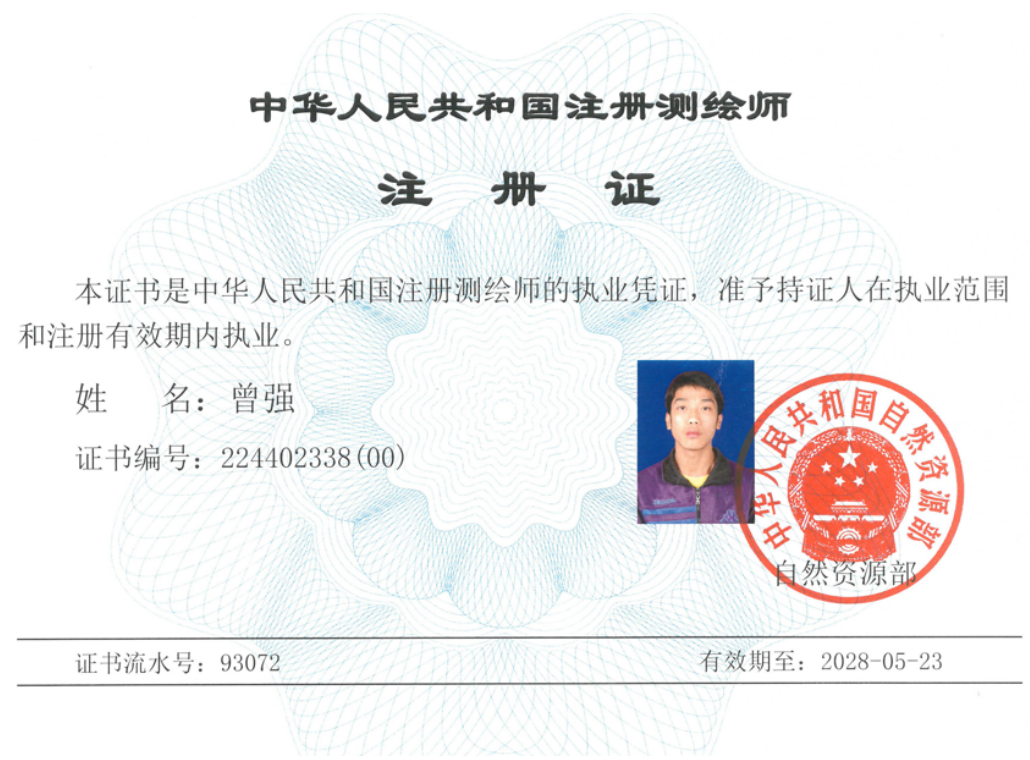 中华人民共和国注册测绘师
注册证
本证书是中华人民共和国注册测绘师的执业凭证，准予持证人在执业范围
和注册有效期内执业。
姓 名：曾强
证书编号：224402338(00)
中华人民共和国自然资源部
自然资源部
证书流水号：93072
有效期至：2028-05-23